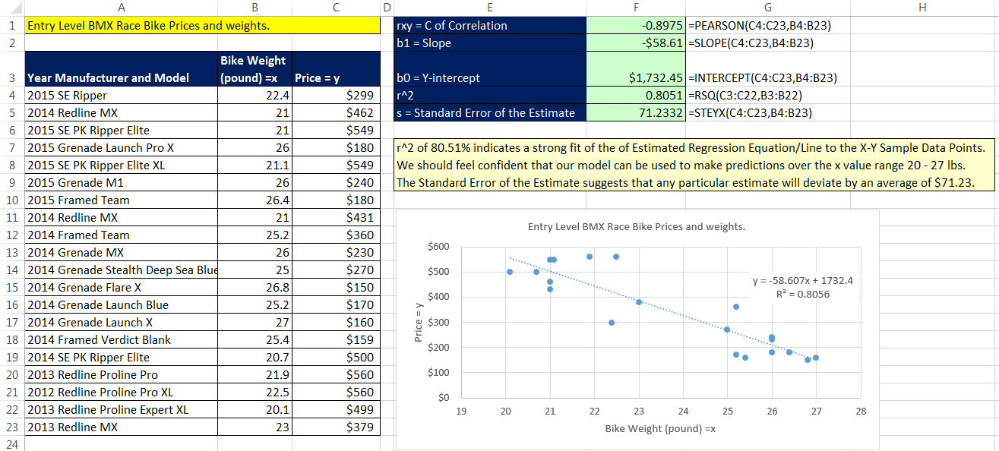 A B C D E F G H
1 Entry Level BMX Race Bike Prices and weights. rxy = C of Correlation -0.8975 =PEARSON(C4:C23,B4:B23)
2 b1 = Slope -$58.61 =SLOPE(C4:C23,B4:B23)
Bike Weight
3 Year Manufacturer and Model (pound) =x Price = y b0 = Y-intercept $1,732.45 =INTERCEPT(C4:C23,B4:B23)
4 2015 SE Ripper 22.4 $299 r^2 0.8051 =RSQ(C3:C22,B3:B22)
5 2014 Redline MX 21 $462 s = Standard Error of the Estimate 71.2332 =STEYX(C4:C23,B4:B23)
6 2015 SE PK Ripper Elite 21 $549
7 2015 Grenade Launch Pro X 26 $180 r^2 of 80.51% indicates a strong fit of the of Estimated Regression Equation/Line to the X-Y Sample Data Points.
8 2015 SE PK Ripper Elite XL 21.1 $549 We should feel confident that our model can be used to make predictions over the x value range 20 - 27 lbs.
9 2015 Grenade M1 26 $240 The Standard Error of the Estimate suggests that any particular estimate will deviate by an average of $71.23.
10 2015 Framed Team 26.4 $180
11 2014 Redline MX 21 $431
12 2014 Framed Team 25.2 $360
13 2014 Grenade MX 26 $230
14 2014 Grenade Stealth Deep Sea Blue 25 $270
15 2014 Grenade Flare X 26.8 $150
16 2014 Grenade Launch Blue 25.2 $170
17 2014 Grenade Launch X 27 $160
18 2014 Framed Verdict Blank 25.4 $159
19 2014 SE PK Ripper Elite 20.7 $500
20 2013 Redline Proline Pro 21.9 $560
21 2012 Redline Proline Pro XL 22.5 $560
22 2013 Redline Proline Expert XL 20.1 $499
23 2013 Redline MX 23 $379
24
Entry Level BMX Race Bike Prices and weights.
$600
$500
$400
$300
$200
$100
$0
Price = y
y = -58.607x + 1732.4
R² = 0.8056
19 20 21 22 23 24 25 26 27 28
Bike Weight (pound) =x